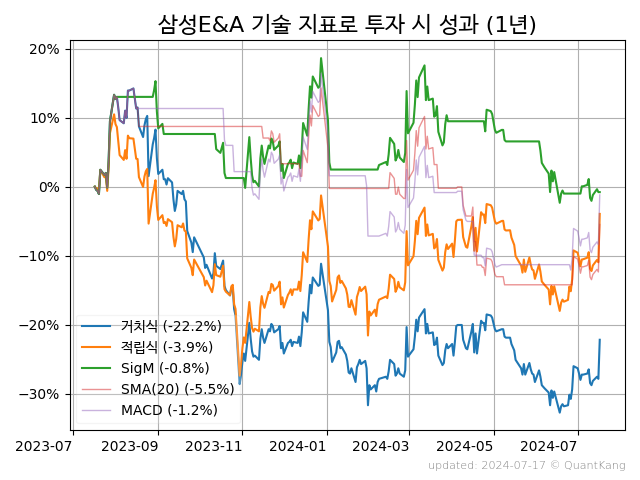 삼성E&A 기술 지표로 투자 시 성과 (1년)
20%
10%
0%
−10%
−20%
−30%
거치식 (-22.2%)
적립식 (-3.9%)
SigM (-0.8%)
SMA(20) (-5.5%)
MACD (-1.2%)
2023-07 2023-09 2023-11 2024-01 2024-03 2024-05 2024-07
updated: 2024-07-17 © QuantKang